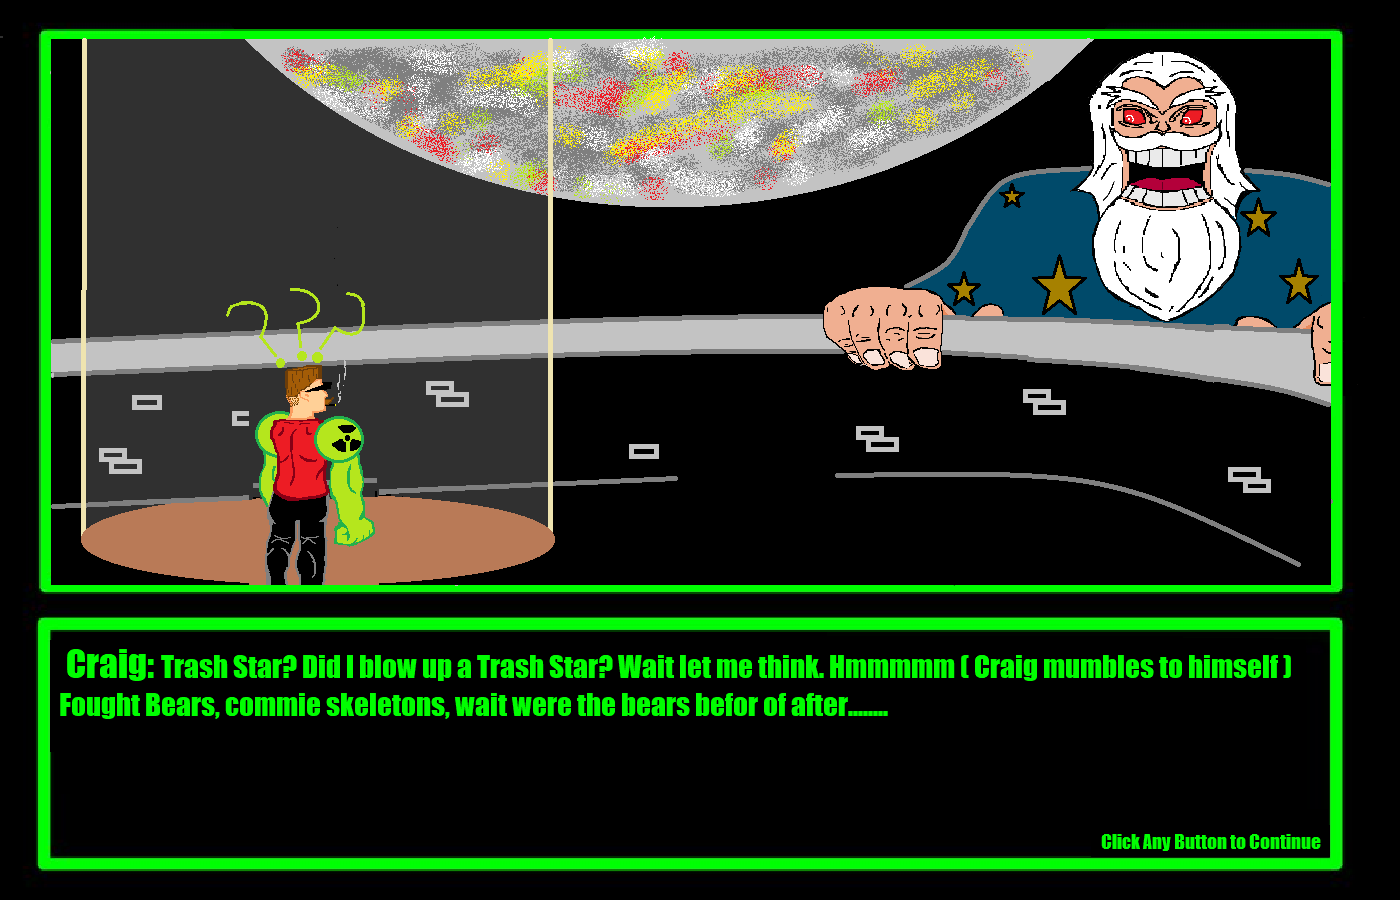 Craig: Trash Star? Did I blow up a Trash Star? Wait let me think. Hmmmmm ( Craig mumbles to himself )
Fought Bears, commie skeletons, wait were the bears befor of after........
Click Any Button to Continue